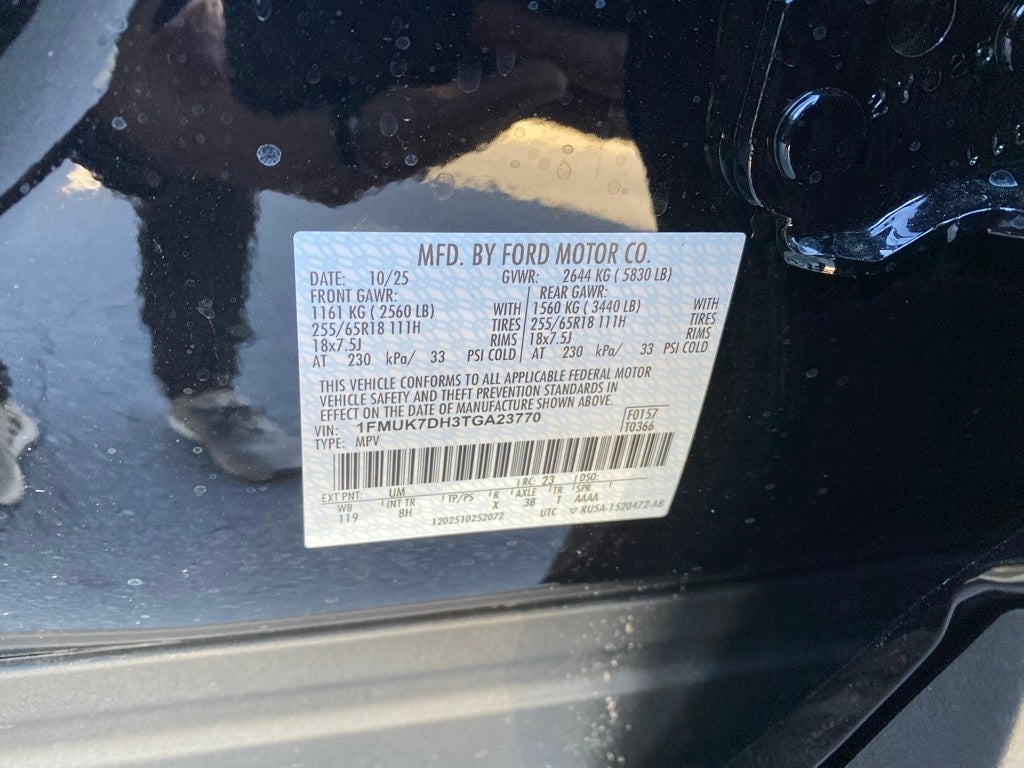 MFD. BY FORD MOTOR CO.
DATE: 10/25 GVWR: 2644 KG ( 5830 LB)
FRONT GAWR: REAR GAWR:
1161 KG ( 2560 LB) WITH 1560 KG ( 3440 LB) WITH
255/65R18 111H TIRES 255/65R18 111H TIRES
18x7.5J RIMS 18x7.5J RIMS
AT 230 kPa/ 33 PSI COLD AT 230 kPa/ 33 PSI COLD
THIS VEHICLE CONFORMS TO ALL APPLICABLE FEDERAL MOTOR
VEHICLE SAFETY AND THEFT PREVENTION STANDARDS IN
EFFECT ON THE DATE OF MANUFACTURE SHOWN ABOVE.
VIN: 1FMUK7DH3TGA23770 F0157
TYPE: MPV T0366
EXT PNT: UM RC: 23 DSO:
WB INT TR TP/PS R AXLE TR SPR
119 8H X 3B T AAAA
1202510252072 UTC ▽ RU5A-1520472-AB